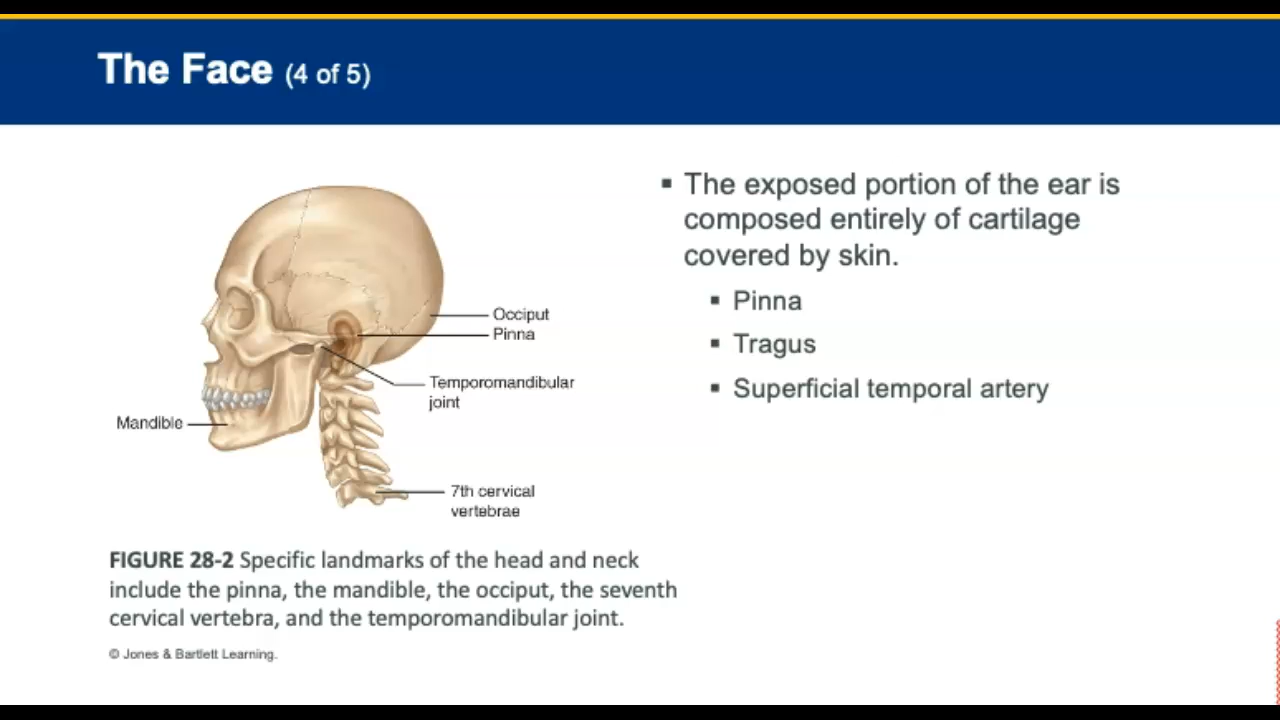 The Face (4 of 5)
▪ The exposed portion of the ear is
composed entirely of cartilage
covered by skin.
▪ Pinna
▪ Tragus
▪ Superficial temporal artery
Occiput
Pinna
Temporomandibular
joint
Mandible
7th cervical
vertebrae
FIGURE 28-2 Specific landmarks of the head and neck
include the pinna, the mandible, the occiput, the seventh
cervical vertebra, and the temporomandibular joint.
© Jones & Bartlett Learning.